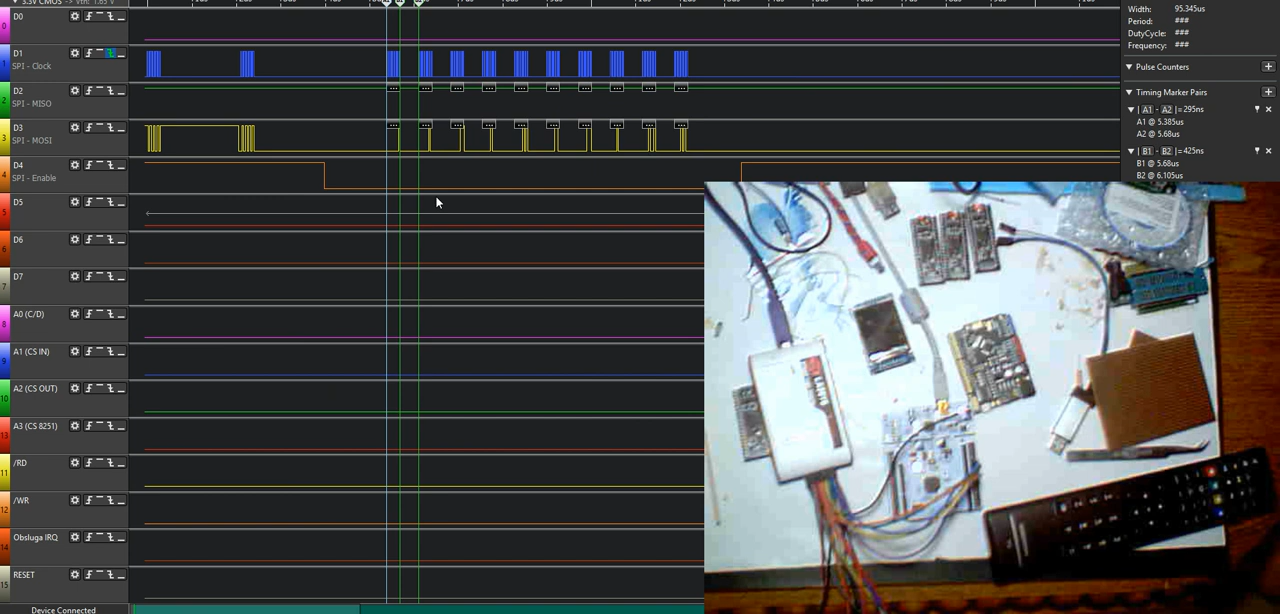 3.3V CMOS -> Vth: 1.65 V
D0
0
D1
SPI - Clock
1
D2
SPI - MISO
2
D3
SPI - MOSI
3
D4
SPI - Enable
4
D5
5
D6
6
D7
7
A0 (C/D)
8
A1 (CS IN)
9
A2 (CS OUT)
10
A3 (CS 8251)
13
/RD
11
/WR
12
Obsluga IRQ
14
RESET
15
Device Connected
Width: 95.345us
Period: ###
DutyCycle: ###
Frequency: ###
Pulse Counters
Timing Marker Pairs
| A1 - A2 |=295ns
A1 @ 5.385us
A2 @ 5.68us
| B1 - B2 |=425ns
B1 @ 5.68us
B2 @ 6.105us